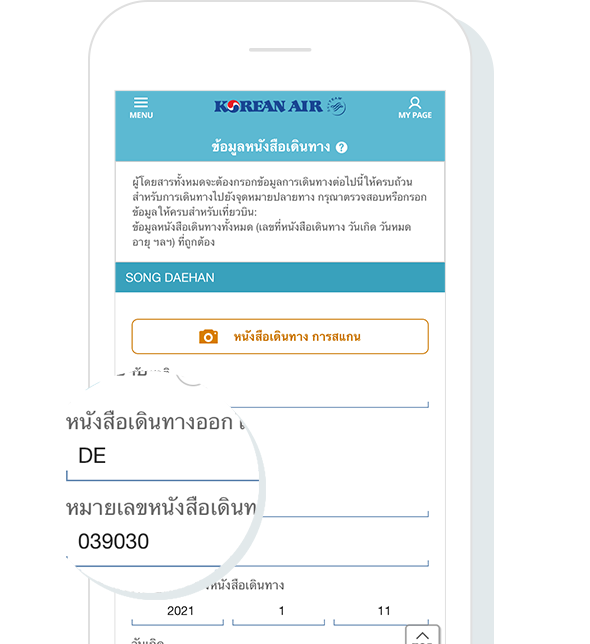 KOREAN AIR
MENU
MY PAGE
ข้อมูลหนังสือเดินทาง ?
ผู้โดยสารทั้งหมดจะต้องกรอกข้อมูลการเดินทางต่อไปนี้ให้ครบถ้วน
สำหรับการเดินทางไปยังจุดหมายปลายทาง กรุณาตรวจสอบหรือกรอก
ข้อมูลให้ครบสำหรับเที่ยวบิน:
ข้อมูลหนังสือเดินทางทั้งหมด (เลขที่หนังสือเดินทาง วันเกิด วันหมด
อายุ ฯลฯ) ที่ถูกต้อง
SONG DAEHAN
หนังสือเดินทาง การสแกน
หนังสือเดินทางออก
DE
หมายเลขหนังสือเดินท
039030
หนังสือเดินทาง
2021 1 11